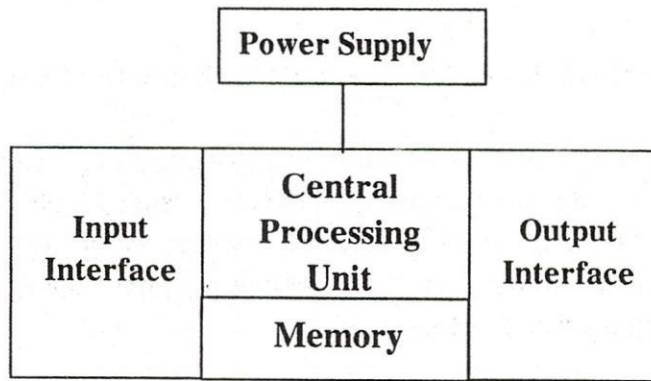 Power Supply
Input
Interface
Central
Processing
Unit
Memory
Output
Interface